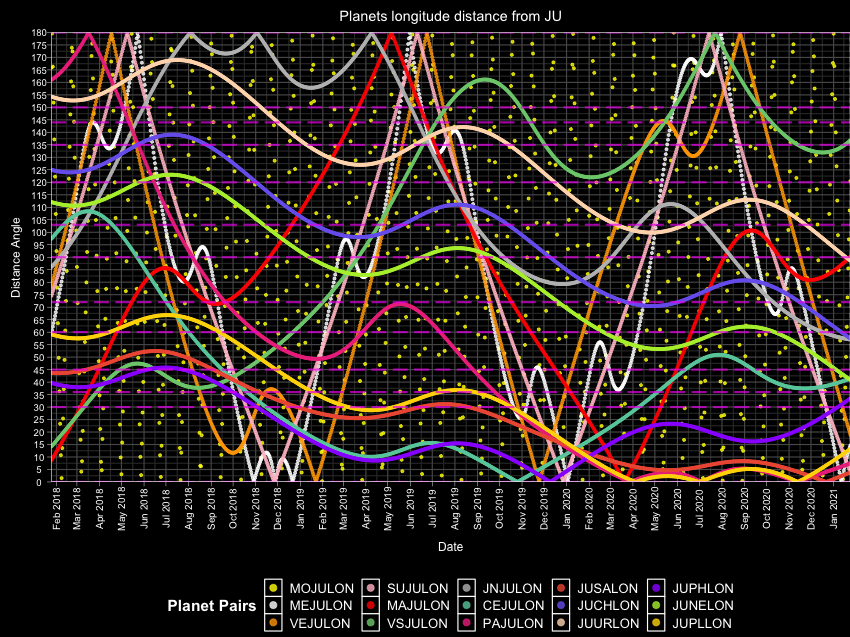 Planets longitude distance from JU
180
175
170
165
160
155
150
145
140
135
130
125
120
115
110
105
100
95
90
85
80
75
70
65
60
55
50
45
40
35
30
25
20
15
10
5
0
Distance Angle
Feb 2018
Mar 2018
Apr 2018
May 2018
Jun 2018
Jul 2018
Aug 2018
Sep 2018
Oct 2018
Nov 2018
Dec 2018
Jan 2019
Feb 2019
Mar 2019
Apr 2019
May 2019
Jun 2019
Jul 2019
Aug 2019
Sep 2019
Oct 2019
Nov 2019
Dec 2019
Jan 2020
Feb 2020
Mar 2020
Apr 2020
May 2020
Jun 2020
Jul 2020
Aug 2020
Sep 2020
Oct 2020
Nov 2020
Dec 2020
Jan 2021
Date
Planet Pairs
MOJULON SUJULON JNJULON JUSALON JUPHLON
MEJULON MAJULON CEJULON JUCHLON JUNELON
VEJULON VSJULON PAJULON JUURLON JUPLLON